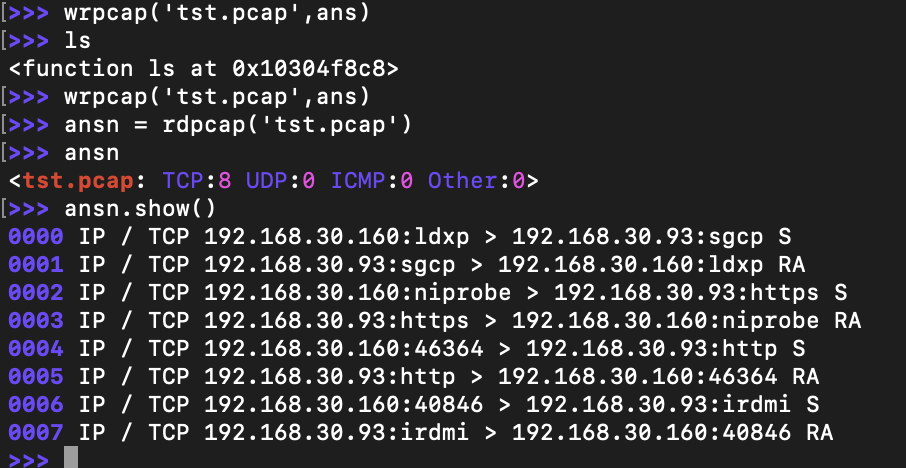 [>>> wrpcap('tst.pcap',ans)
[>>> ls
<function ls at 0x10304f8c8>
[>>> wrpcap('tst.pcap',ans)
[>>> ansn = rdpcap('tst.pcap')
[>>> ansn
<tst.pcap: TCP:8 UDP:0 ICMP:0 Other:0>
[>>> ansn.show()
0000 IP / TCP 192.168.30.160:ldxp > 192.168.30.93:sgcp S
0001 IP / TCP 192.168.30.93:sgcp > 192.168.30.160:ldxp RA
0002 IP / TCP 192.168.30.160:niprobe > 192.168.30.93:https S
0003 IP / TCP 192.168.30.93:https > 192.168.30.160:niprobe RA
0004 IP / TCP 192.168.30.160:46364 > 192.168.30.93:http S
0005 IP / TCP 192.168.30.93:http > 192.168.30.160:46364 RA
0006 IP / TCP 192.168.30.160:40846 > 192.168.30.93:irdmi S
0007 IP / TCP 192.168.30.93:irdmi > 192.168.30.160:40846 RA
>>>